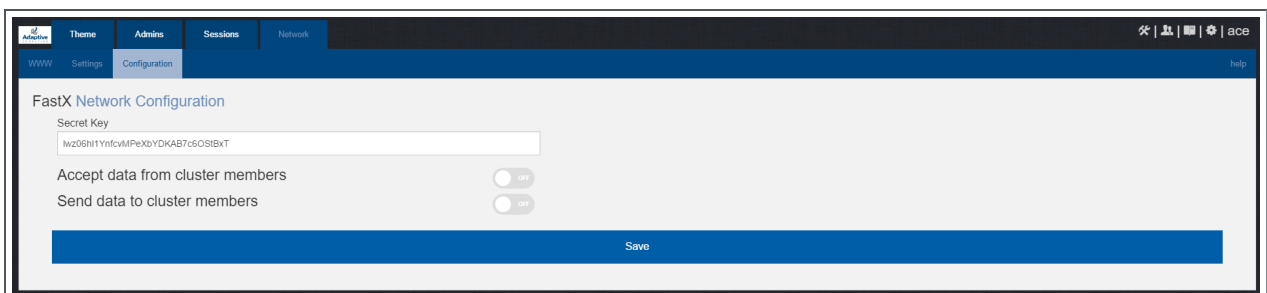 Adaptive
Theme Admins Sessions Network
| | | | ace
WWW Settings Configuration
help
FastX Network Configuration
Secret Key
Iwz06hI1YnfcvMPeXbYDKAB7c6OStBxT
Accept data from cluster members OFF
Send data to cluster members OFF
Save